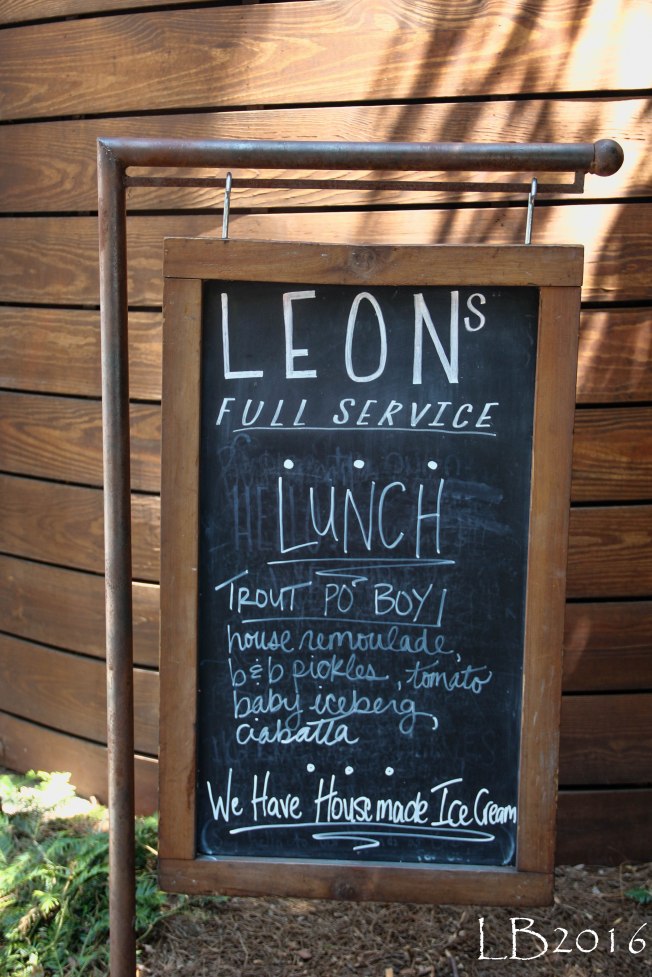 LEONS
FULL SERVICE
LUNCH
TROUT PO' BOY
house remoulade,
b&b pickles, tomato
baby iceberg,
ciabatta
We Have Housemade Ice Cream
LB2016